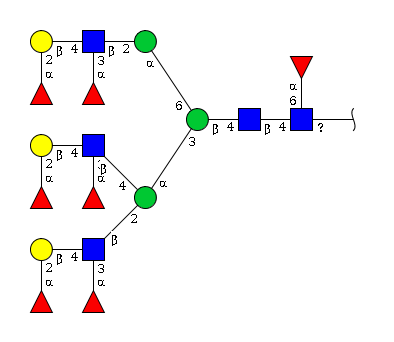 β 4 β 2
2 3 α
α α
α
6 6
β 4 β 4 ?
3
β 4
2 β
α α 4 α
2
β
β 4
2 3
α α